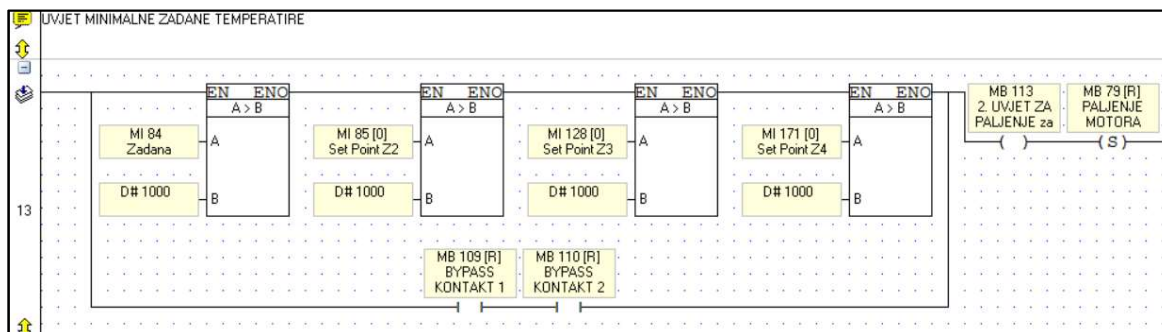 UVJET MINIMALNE ZADANE TEMPERATIRE
EN ENO
A > B
MI 84
Zadana
A
D# 1000
B
EN ENO
A > B
MI 85 [0]
Set Point Z2
A
D# 1000
B
EN ENO
A > B
MI 128 [0]
Set Point Z3
A
D# 1000
B
EN ENO
A > B
MI 171 [0]
Set Point Z4
A
D# 1000
B
MB 113
2. UVJET ZA
PALJENJE za
MB 79 [R]
PALJENJE
MOTORA
( )
(S)
13
MB 109 [R]
BYPASS
KONTAKT 1
MB 110 [R]
BYPASS
KONTAKT 2